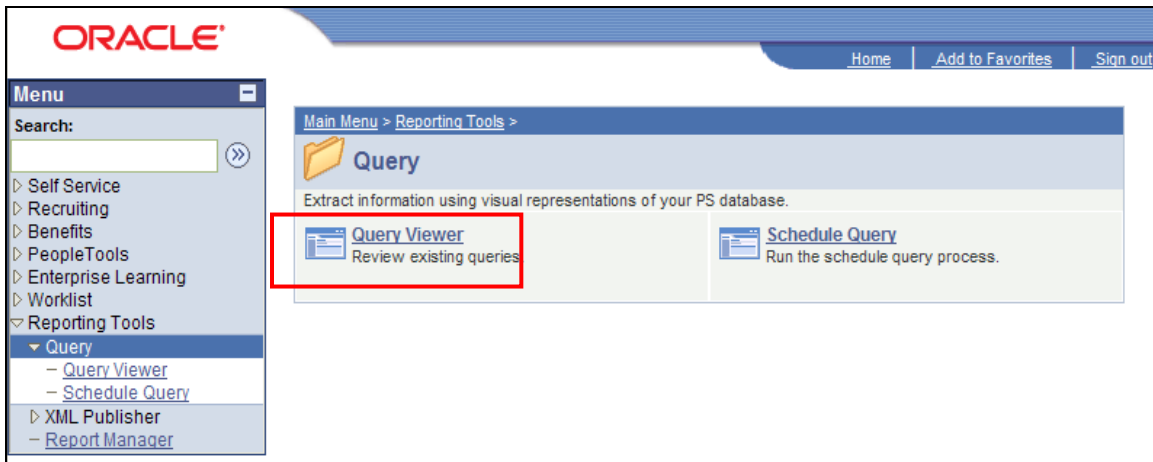 ORACLE
Home Add to Favorites Sign out
Menu
Search:
Self Service
Recruiting
Benefits
PeopleTools
Enterprise Learning
Worklist
Reporting Tools
Query
– Query Viewer
– Schedule Query
XML Publisher
– Report Manager
Main Menu > Reporting Tools >
Query
Extract information using visual representations of your PS database.
Query Viewer
Review existing queries
Schedule Query
Run the schedule query process.